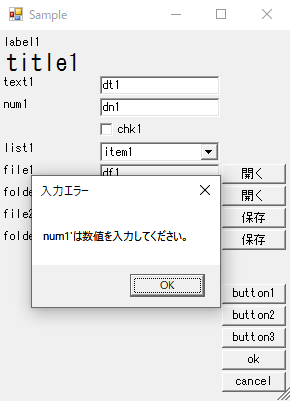 Sample
label1
title1
text1 dt1
num1 dn1
chk1
list1 item1
file1 df1 開く
folde 開く
file2 保存
folde 保存
入力エラー
num1'は数値を入力してください。
OK
button1
button2
button3
ok
cancel